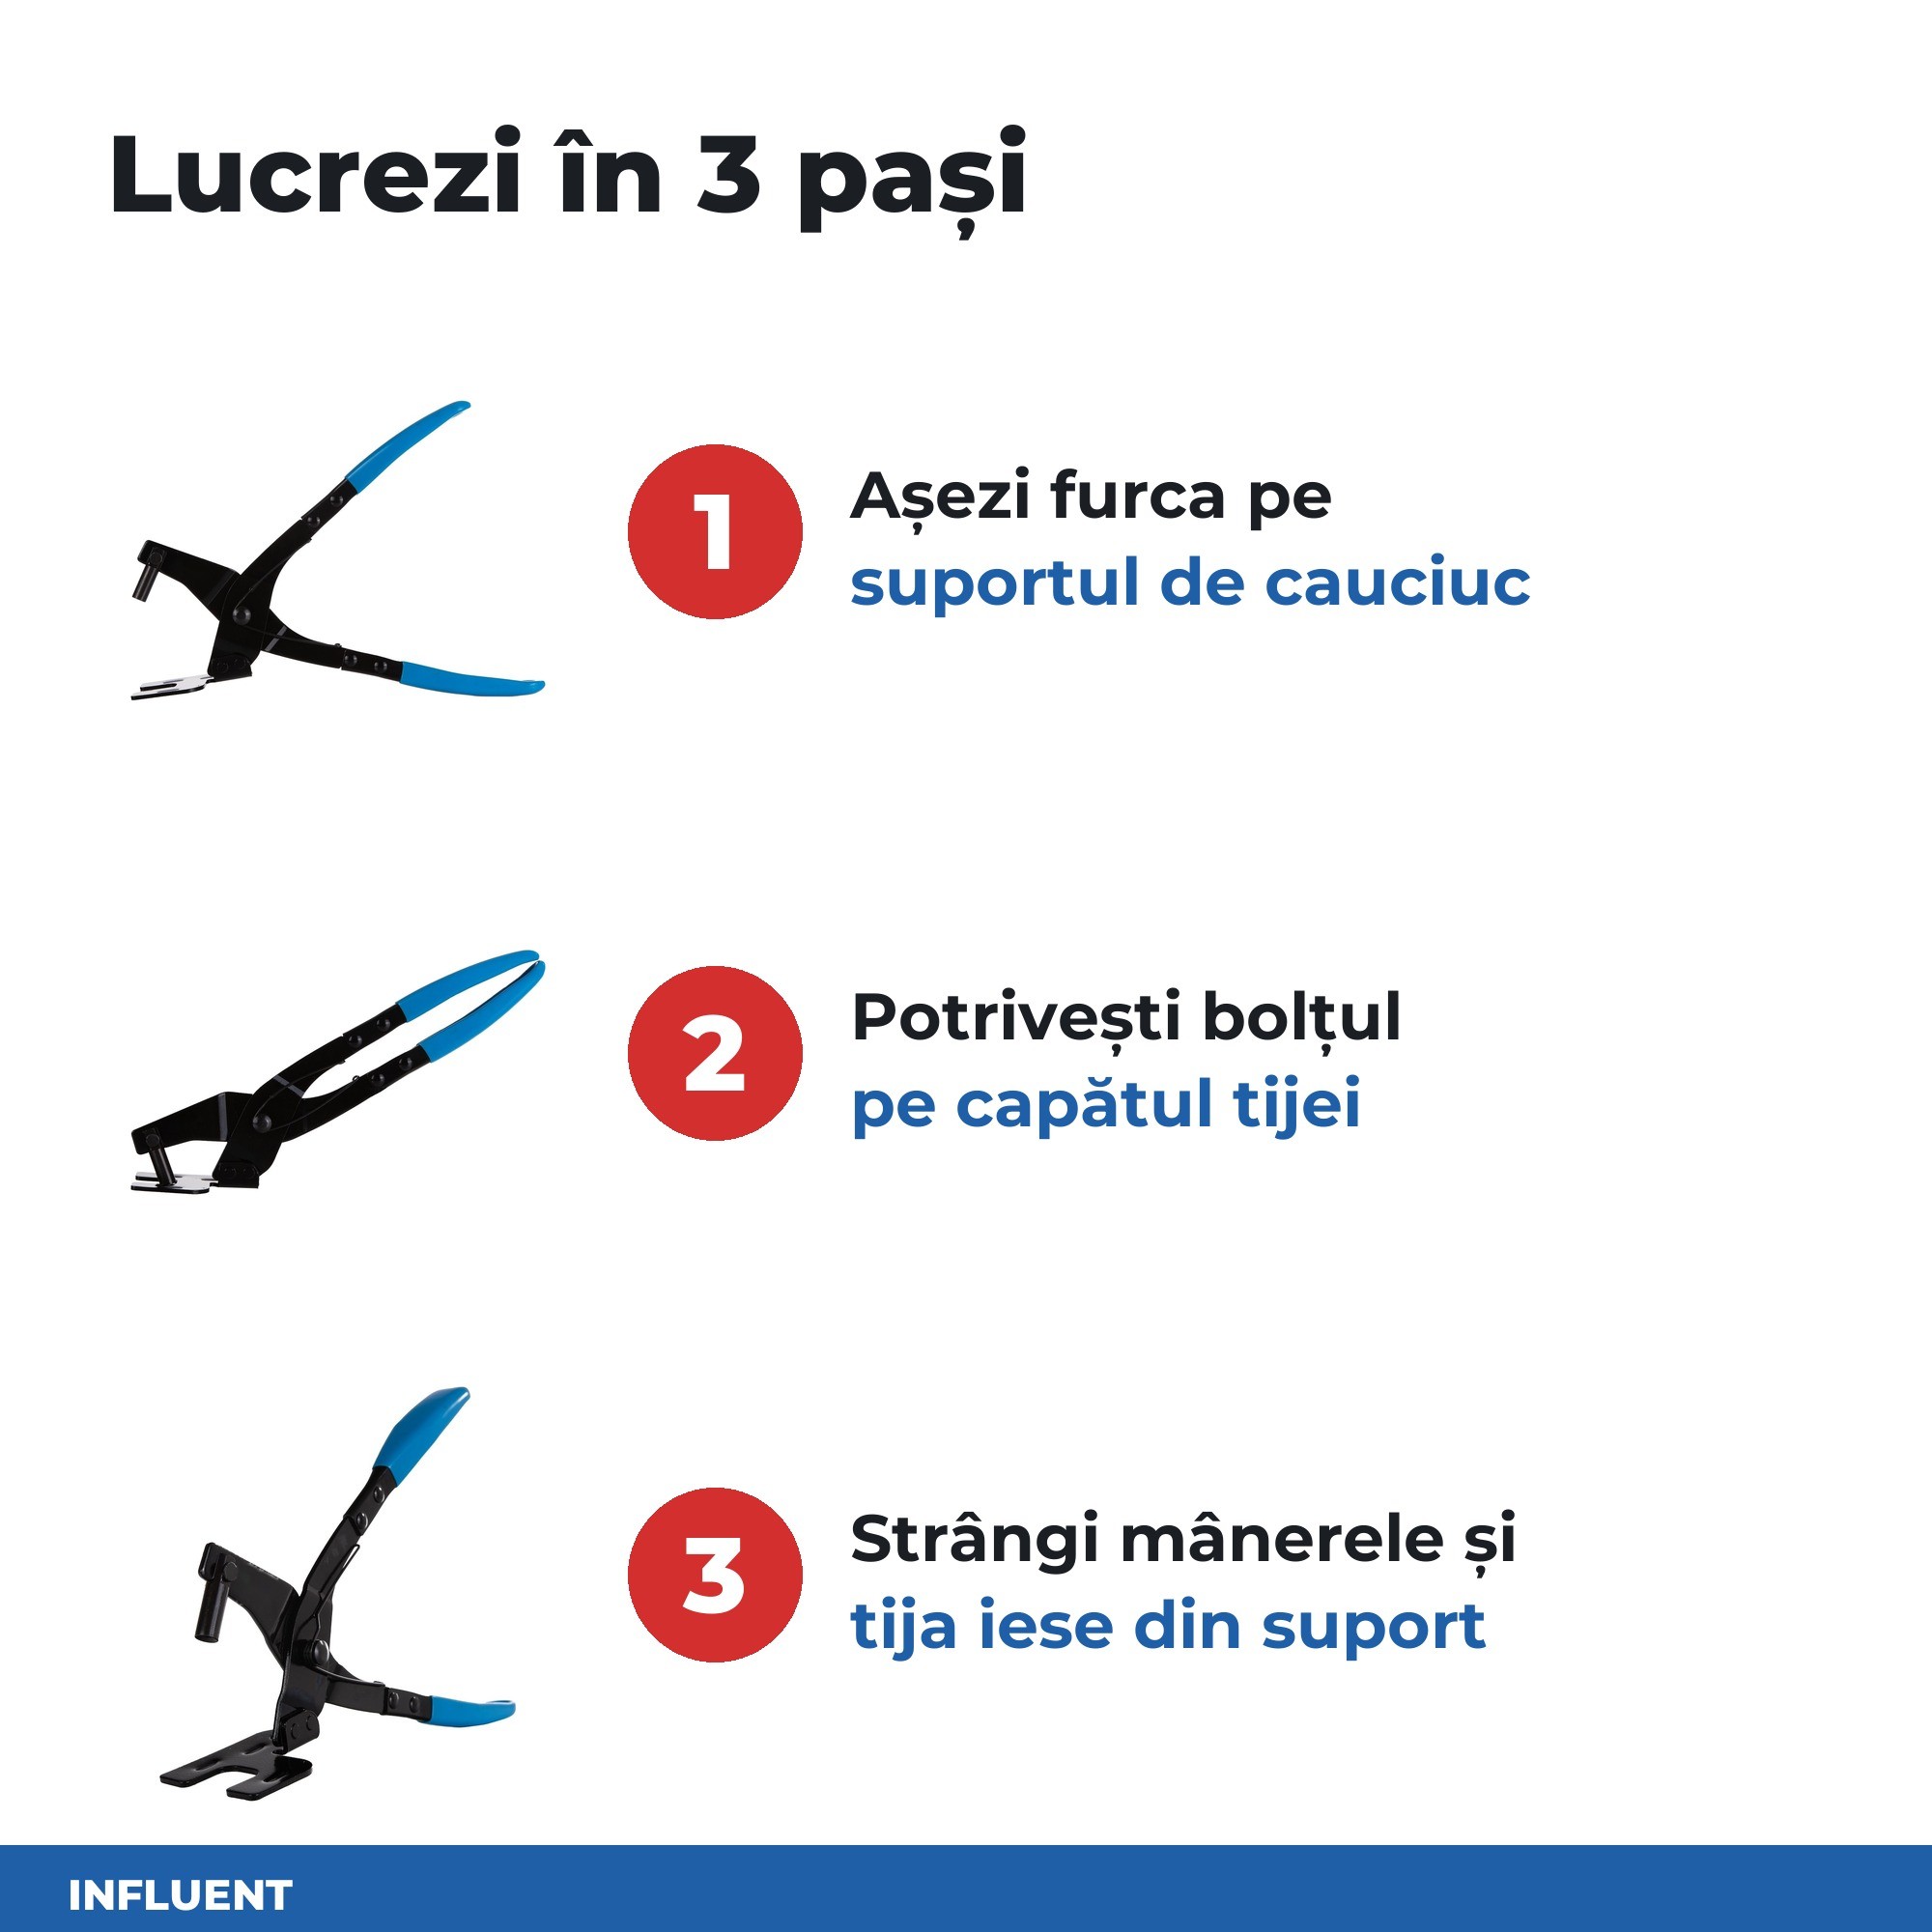 Lucrezi în 3 pași
1
Așezi furca pe
suportul de cauciuc
2
Potrivești bolțul
pe capătul tijei
3
Strângi mânerele și
tija iese din suport
INFLUENT